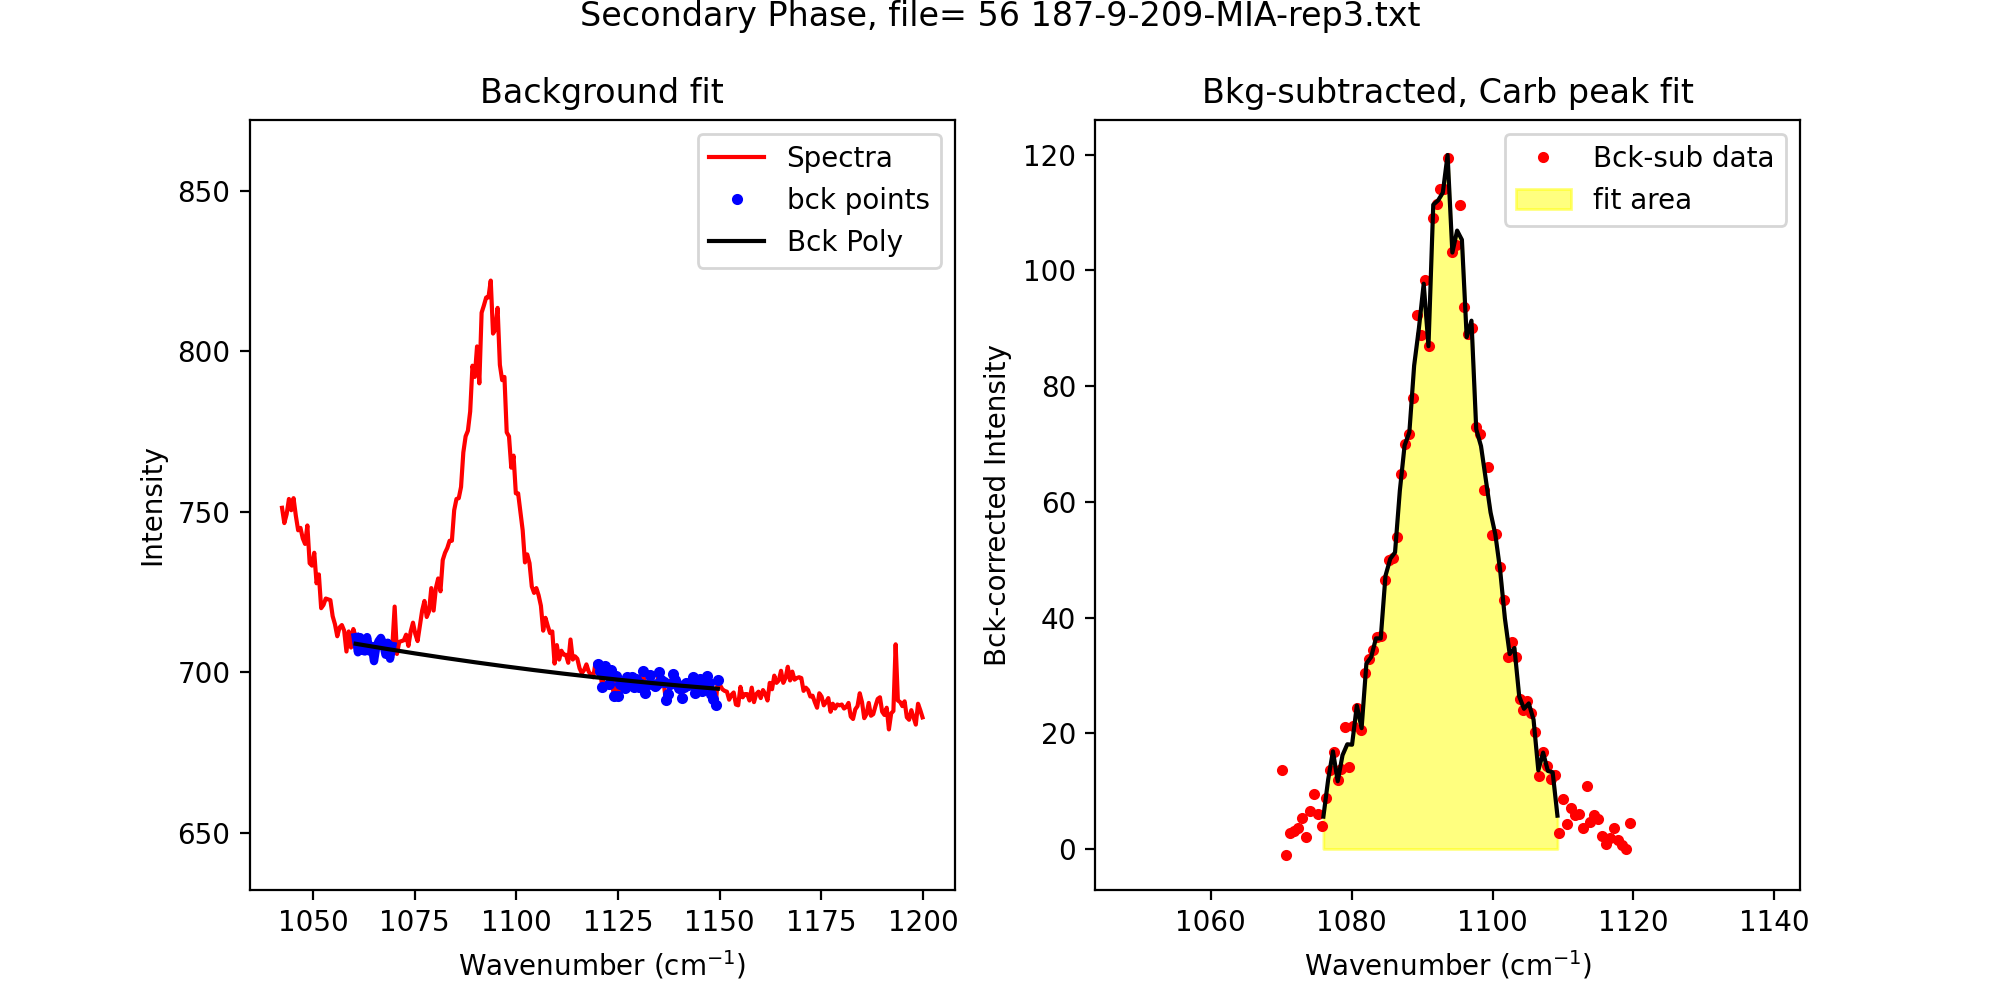 Secondary Phase, file= 56 187-9-209-MIA-rep3.txt
Background fit
Spectra
bck points
Bck Poly
Intensity
850
800
750
700
650
1050 1075 1100 1125 1150 1175 1200
Wavenumber (cm⁻¹)
Bkg-subtracted, Carb peak fit
Bck-sub data
fit area
Bck-corrected Intensity
120
100
80
60
40
20
0
1060 1080 1100 1120 1140
Wavenumber (cm⁻¹)